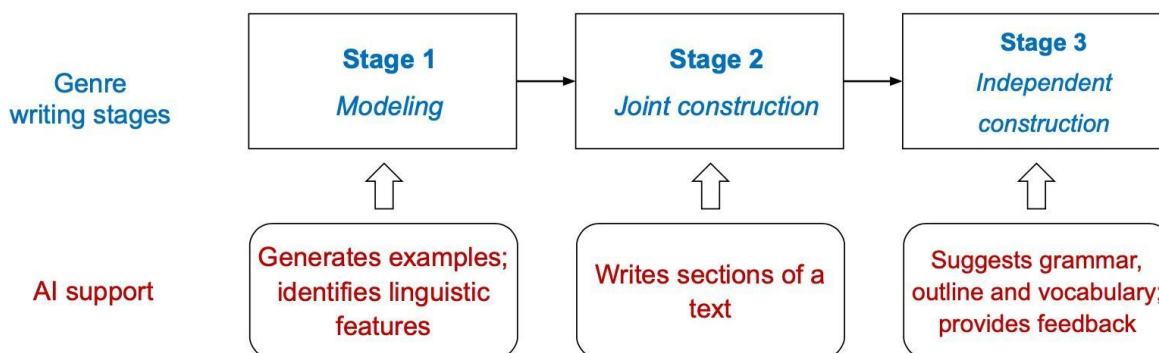 Genre
writing stages
Stage 1
Modeling
Stage 2
Joint construction
Stage 3
Independent
construction
AI support
Generates examples;
identifies linguistic
features
Writes sections of a
text
Suggests grammar,
outline and vocabulary;
provides feedback